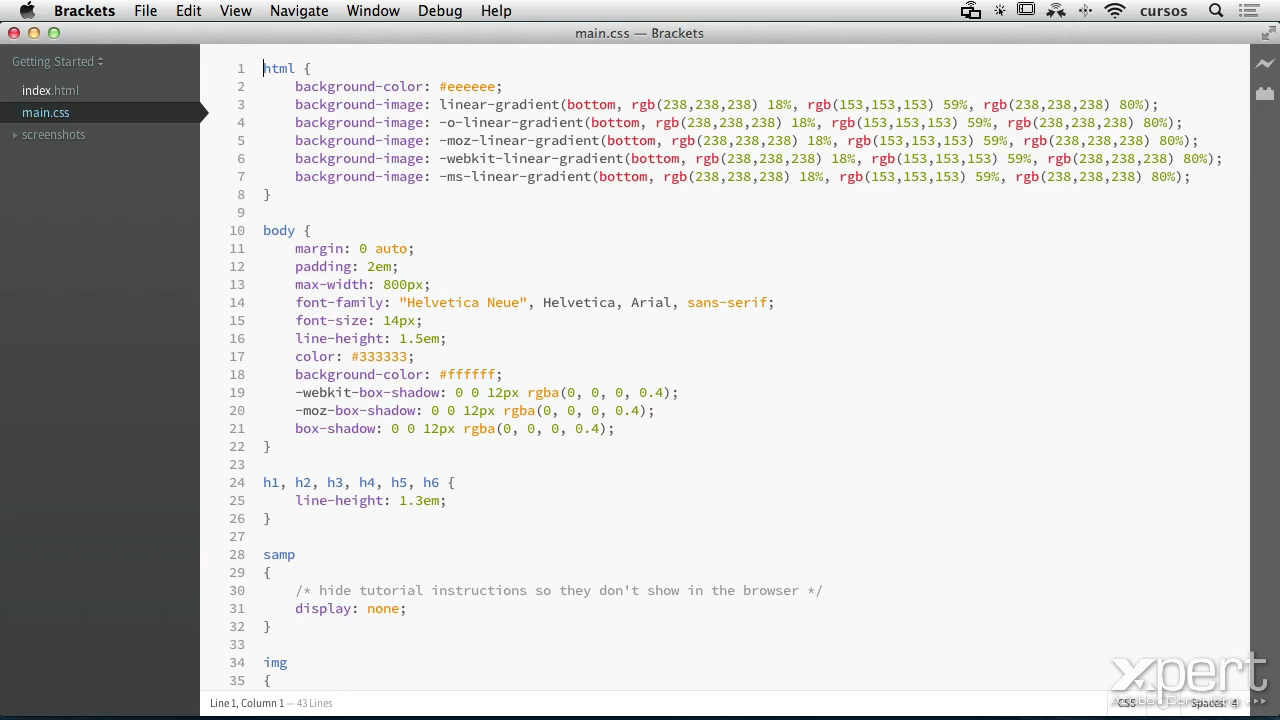 Brackets File Edit View Navigate Window Debug Help cursos
main.css — Brackets
Getting Started
index.html
main.css
screenshots
1 html {
2 background-color: #eeeeee;
3 background-image: linear-gradient(bottom, rgb(238,238,238) 18%, rgb(153,153,153) 59%, rgb(238,238,238) 80%);
4 background-image: -o-linear-gradient(bottom, rgb(238,238,238) 18%, rgb(153,153,153) 59%, rgb(238,238,238) 80%);
5 background-image: -moz-linear-gradient(bottom, rgb(238,238,238) 18%, rgb(153,153,153) 59%, rgb(238,238,238) 80%);
6 background-image: -webkit-linear-gradient(bottom, rgb(238,238,238) 18%, rgb(153,153,153) 59%, rgb(238,238,238) 80%);
7 background-image: -ms-linear-gradient(bottom, rgb(238,238,238) 18%, rgb(153,153,153) 59%, rgb(238,238,238) 80%);
8 }
9
10 body {
11 margin: 0 auto;
12 padding: 2em;
13 max-width: 800px;
14 font-family: "Helvetica Neue", Helvetica, Arial, sans-serif;
15 font-size: 14px;
16 line-height: 1.5em;
17 color: #333333;
18 background-color: #ffffff;
19 -webkit-box-shadow: 0 0 12px rgba(0, 0, 0, 0.4);
20 -moz-box-shadow: 0 0 12px rgba(0, 0, 0, 0.4);
21 box-shadow: 0 0 12px rgba(0, 0, 0, 0.4);
22 }
23
24 h1, h2, h3, h4, h5, h6 {
25 line-height: 1.3em;
26 }
27
28 samp
29 {
30 /* hide tutorial instructions so they don't show in the browser */
31 display: none;
32 }
33
34 img
35 {
xpert
Adobe Consulting
Line 1, Column 1 — 43 Lines CSS Spaces: 4